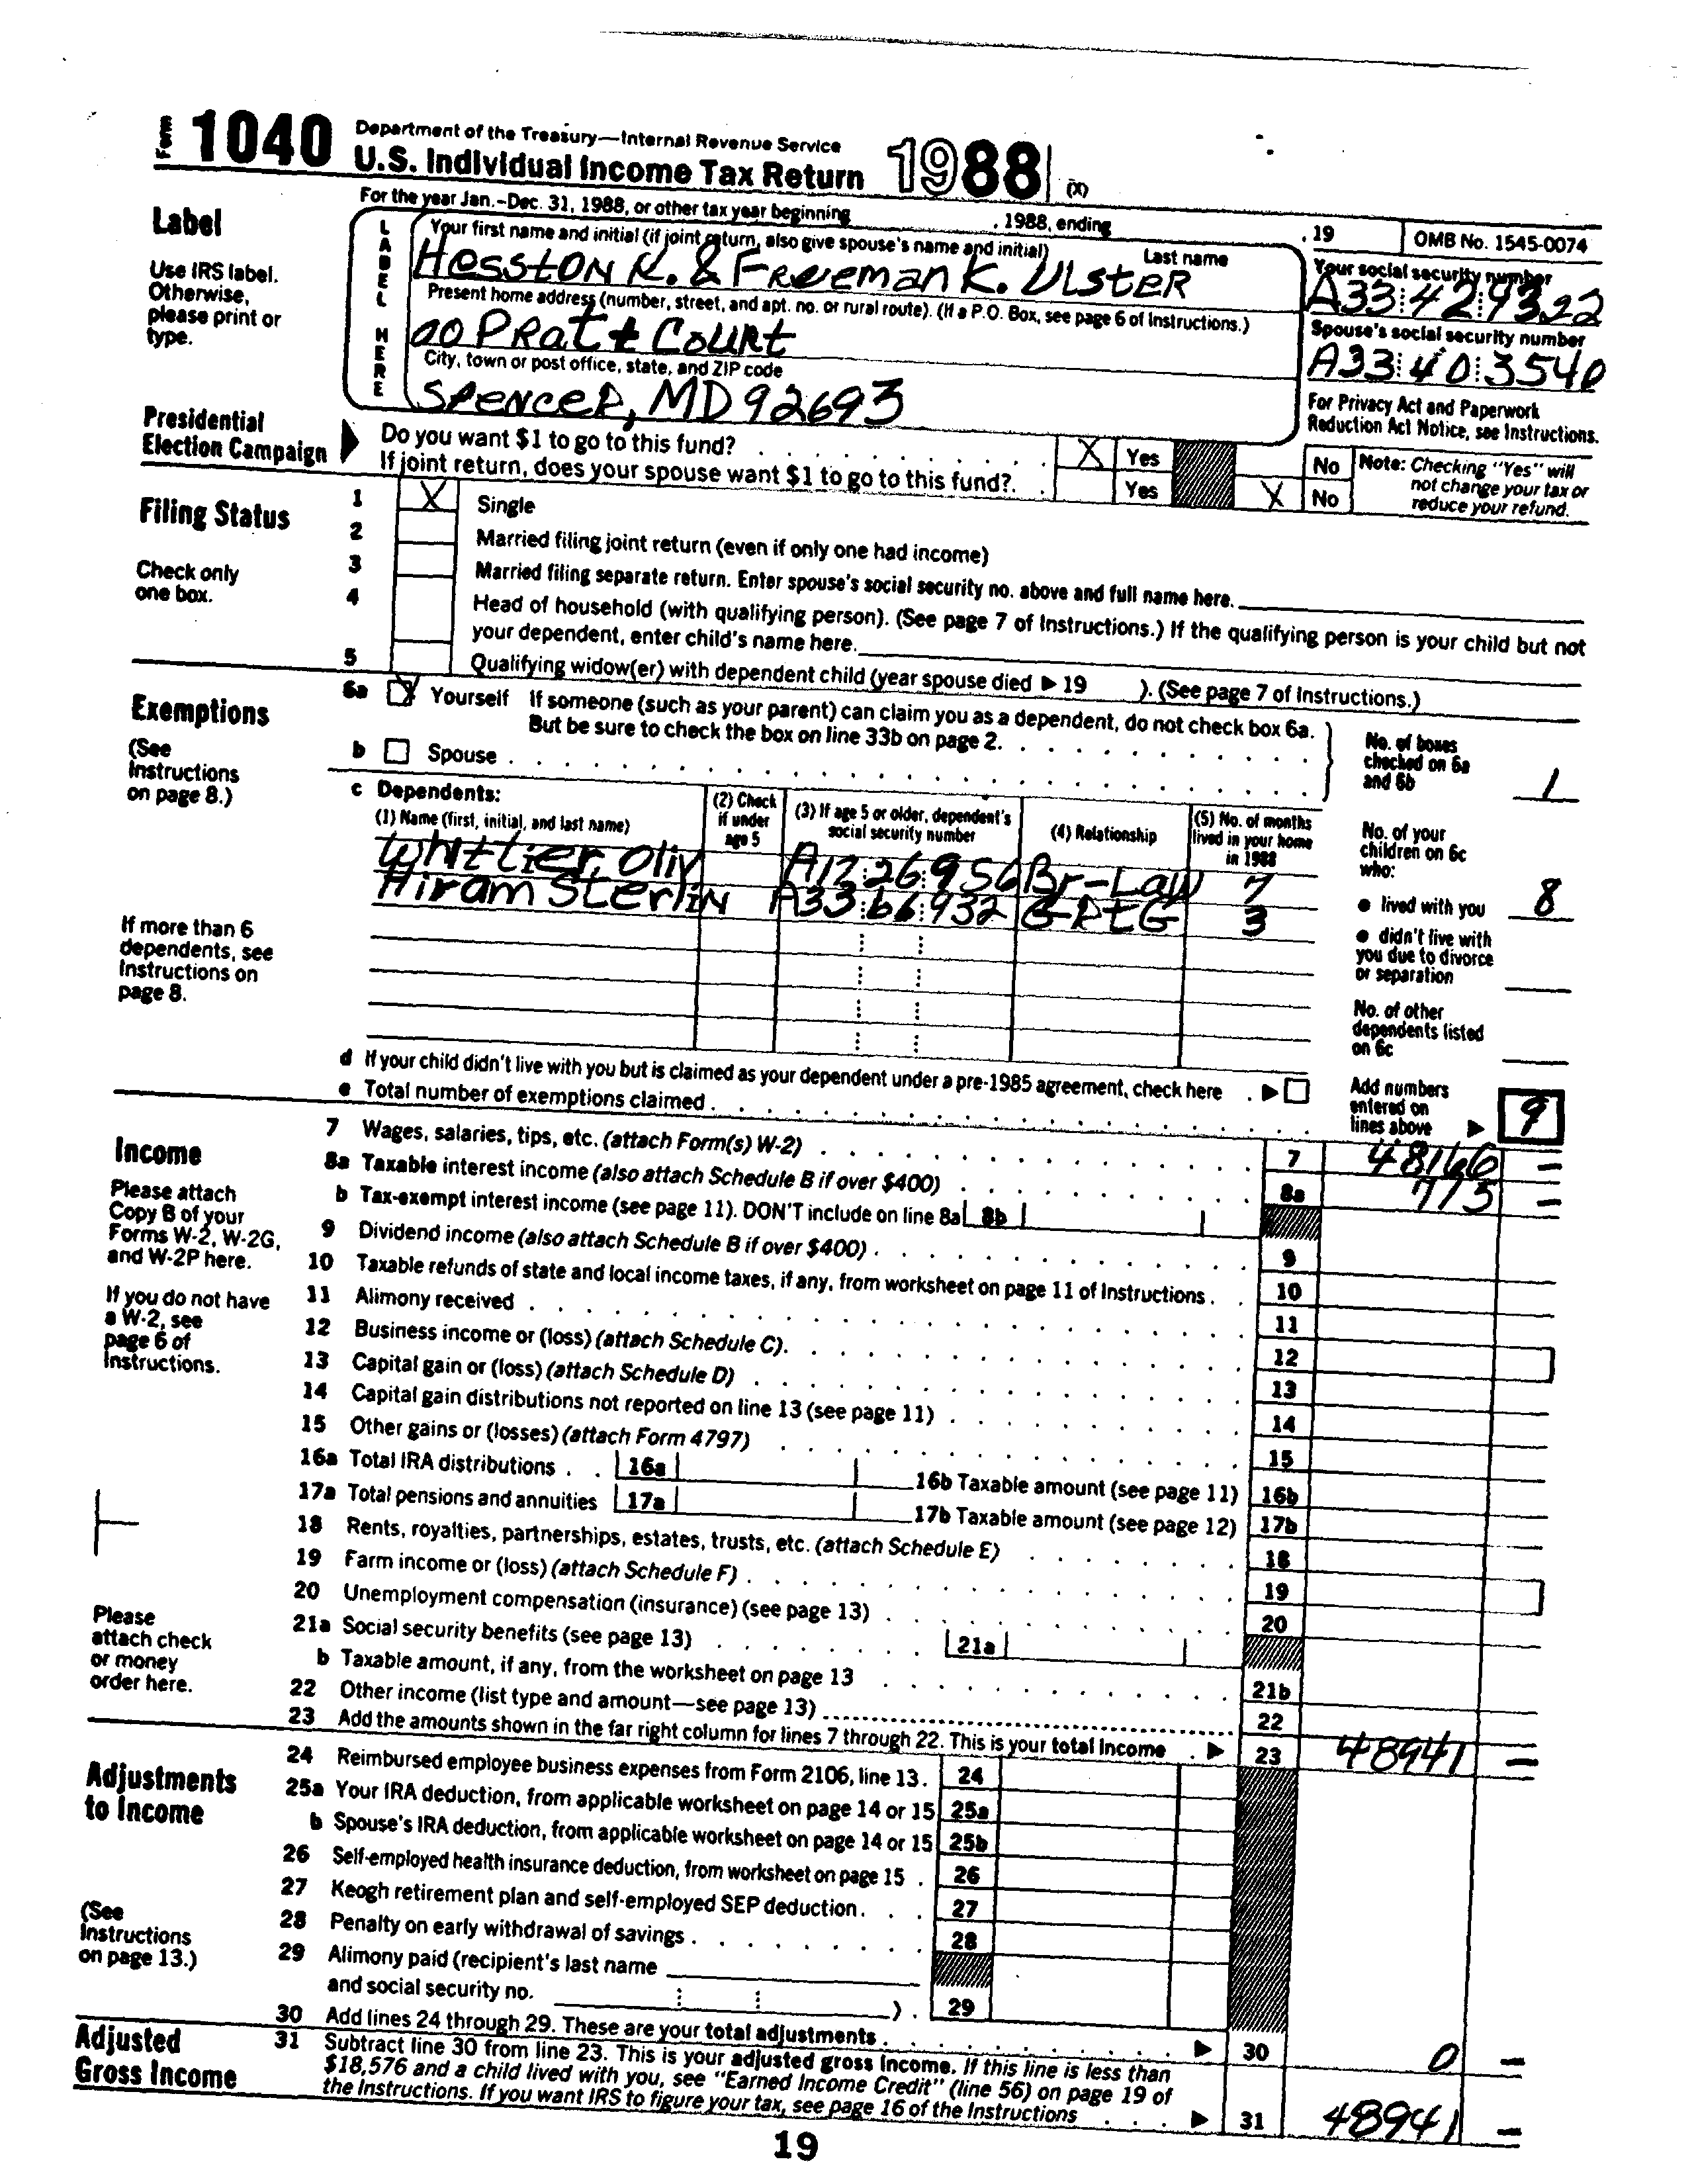 Form 1040 Department of the Treasury—Internal Revenue Service
U.S. Individual Income Tax Return 1988 (X)
For the year Jan.–Dec. 31, 1988, or other tax year beginning , 1988, ending , 19 OMB No. 1545-0074
Label
Use IRS label. Otherwise, please print or type.
LABEL HERE
Your first name and initial (if joint return, also give spouse's name and initial) Last name
Hesston K. & Freeman K. Ulster
Your social security number
A33 42 9322
Present home address (number, street, and apt. no. or rural route). (If a P.O. Box, see page 6 of Instructions.)
00 Pratt Court
Spouse's social security number
A33 40 3540
City, town or post office, state, and ZIP code
Spencer, MD 92693
For Privacy Act and Paperwork Reduction Act Notice, see Instructions.
Presidential Election Campaign
Do you want $1 to go to this fund? X Yes No
If joint return, does your spouse want $1 to go to this fund? Yes X No
Note: Checking "Yes" will not change your tax or reduce your refund.
Filing Status
Check only one box.
1 X Single
2 Married filing joint return (even if only one had income)
3 Married filing separate return. Enter spouse's social security no. above and full name here.
4 Head of household (with qualifying person). (See page 7 of Instructions.) If the qualifying person is your child but not
your dependent, enter child's name here.
5 Qualifying widow(er) with dependent child (year spouse died ▶ 19 ). (See page 7 of Instructions.)
Exemptions
(See Instructions on page 8.)
6a X Yourself If someone (such as your parent) can claim you as a dependent, do not check box 6a.
But be sure to check the box on line 33b on page 2.
b Spouse
No. of boxes checked on 6a and 6b 1
c Dependents:
(1) Name (first, initial, and last name) (2) Check if under age 5 (3) If age 5 or older, dependent's social security number (4) Relationship (5) No. of months lived in your home in 1988
Whittier, Oliv A12 26 956 Br-Law 7
Hiram Sterlin A33 66 932 G-RtG 3
No. of your children on 6c who:
● lived with you 8
● didn't live with you due to divorce or separation
No. of other dependents listed on 6c
If more than 6 dependents, see Instructions on page 8.
d If your child didn't live with you but is claimed as your dependent under a pre-1985 agreement, check here ▶
e Total number of exemptions claimed
Add numbers entered on lines above ▶ 9
Income
Please attach Copy B of your Forms W-2, W-2G, and W-2P here.
If you do not have a W-2, see page 6 of Instructions.
7 Wages, salaries, tips, etc. (attach Form(s) W-2) 7 48166 —
8a Taxable interest income (also attach Schedule B if over $400) 8a 775 —
b Tax-exempt interest income (see page 11). DON'T include on line 8a 8b
9 Dividend income (also attach Schedule B if over $400) 9
10 Taxable refunds of state and local income taxes, if any, from worksheet on page 11 of Instructions 10
11 Alimony received 11
12 Business income or (loss) (attach Schedule C) 12
13 Capital gain or (loss) (attach Schedule D) 13
14 Capital gain distributions not reported on line 13 (see page 11) 14
15 Other gains or (losses) (attach Form 4797) 15
16a Total IRA distributions 16a 16b Taxable amount (see page 11) 16b
17a Total pensions and annuities 17a 17b Taxable amount (see page 12) 17b
18 Rents, royalties, partnerships, estates, trusts, etc. (attach Schedule E) 18
19 Farm income or (loss) (attach Schedule F) 19
20 Unemployment compensation (insurance) (see page 13) 20
21a Social security benefits (see page 13) 21a
b Taxable amount, if any, from the worksheet on page 13 21b
22 Other income (list type and amount—see page 13) 22
23 Add the amounts shown in the far right column for lines 7 through 22. This is your total income ▶ 23 48941 —
Please attach check or money order here.
Adjustments to Income
(See Instructions on page 13.)
24 Reimbursed employee business expenses from Form 2106, line 13. 24
25a Your IRA deduction, from applicable worksheet on page 14 or 15 25a
b Spouse's IRA deduction, from applicable worksheet on page 14 or 15 25b
26 Self-employed health insurance deduction, from worksheet on page 15 26
27 Keogh retirement plan and self-employed SEP deduction 27
28 Penalty on early withdrawal of savings 28
29 Alimony paid (recipient's last name
and social security no. ) 29
30 Add lines 24 through 29. These are your total adjustments ▶ 30 0 —
Adjusted Gross Income
31 Subtract line 30 from line 23. This is your adjusted gross income. If this line is less than
$18,576 and a child lived with you, see "Earned Income Credit" (line 56) on page 19 of
the Instructions. If you want IRS to figure your tax, see page 16 of the Instructions ▶ 31 48941 —
19